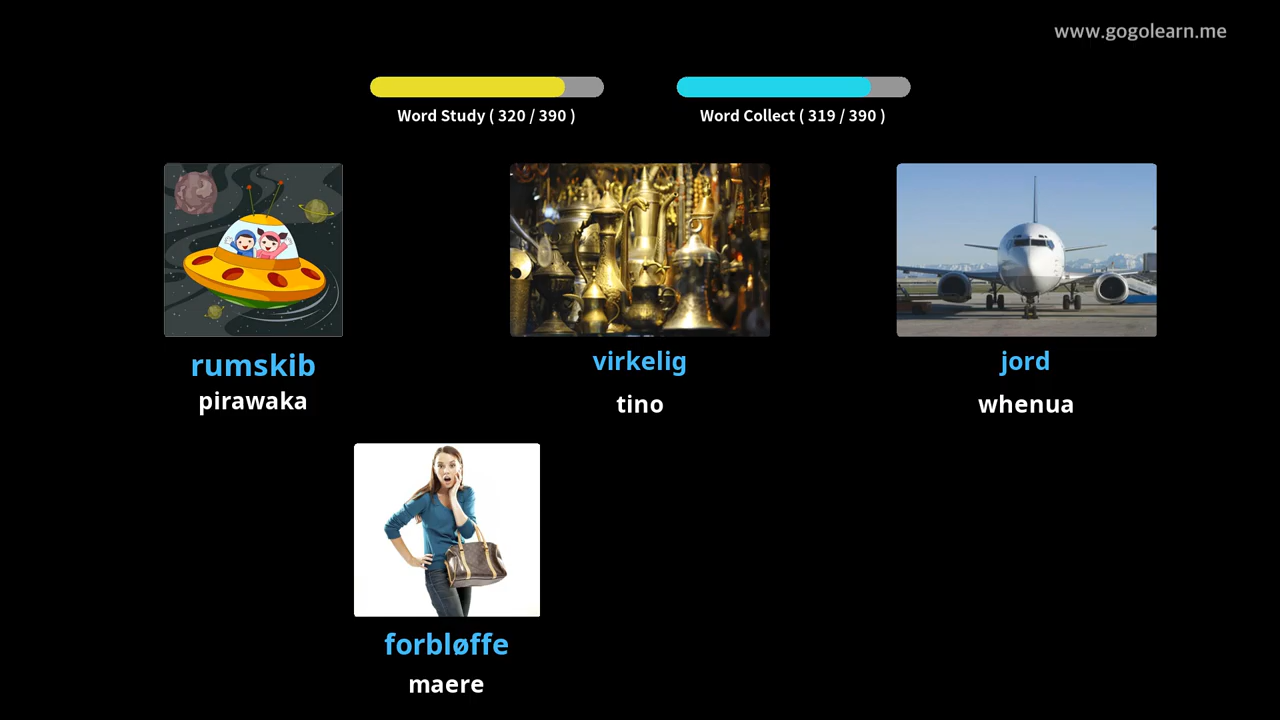 www.gogolearn.me
Word Study ( 320 / 390 )
Word Collect ( 319 / 390 )
rumskib
pirawaka
virkelig
tino
jord
whenua
forbløffe
maere